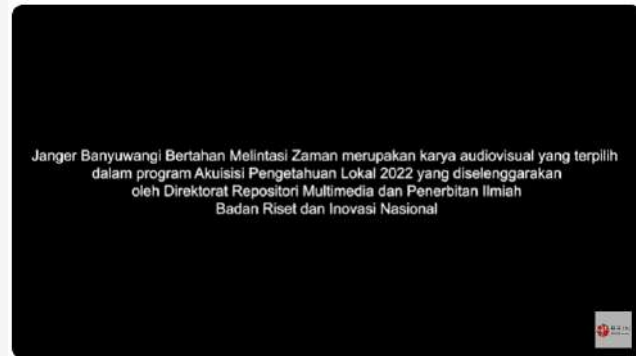 Janger Banyuwangi Bertahan Melintasi Zaman merupakan karya audiovisual yang terpilih
dalam program Akuisisi Pengetahuan Lokal 2022 yang diselenggarakan
oleh Direktorat Repositori Multimedia dan Penerbitan Ilmiah
Badan Riset dan Inovasi Nasional